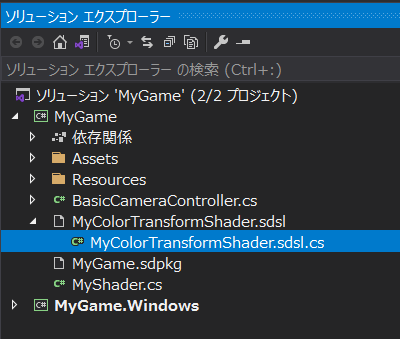 ソリューション エクスプローラー
ソリューション エクスプローラー の検索 (Ctrl+:)
ソリューション 'MyGame' (2/2 プロジェクト)
MyGame
依存関係
Assets
Resources
BasicCameraController.cs
MyColorTransformShader.sdsl
MyColorTransformShader.sdsl.cs
MyGame.sdpkg
MyShader.cs
MyGame.Windows